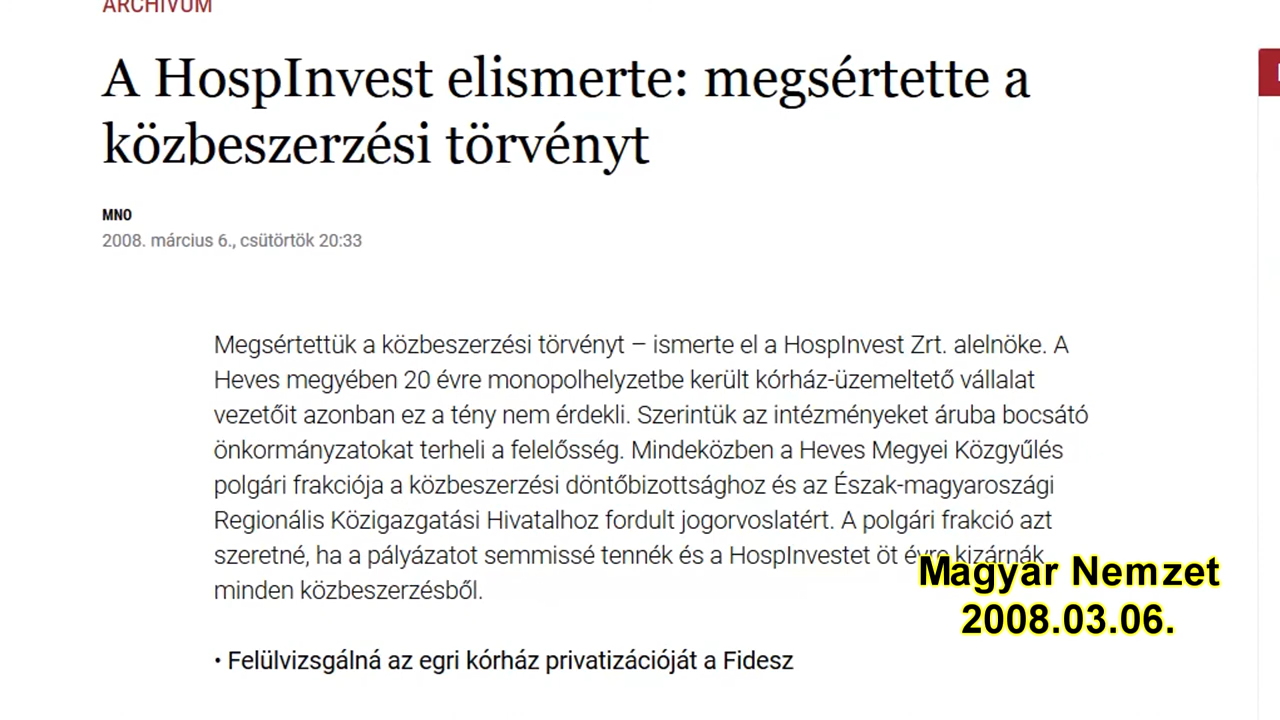 ARCHÍVUM
A HospInvest elismerte: megsértette a
közbeszerzési törvényt
MNO
2008. március 6., csütörtök 20:33
Megsértettük a közbeszerzési törvényt – ismerte el a HospInvest Zrt. alelnöke. A
Heves megyében 20 évre monopolhelyzetbe került kórház-üzemeltető vállalat
vezetőit azonban ez a tény nem érdekli. Szerintük az intézményeket áruba bocsátó
önkormányzatokat terheli a felelősség. Mindeközben a Heves Megyei Közgyűlés
polgári frakciója a közbeszerzési döntőbizottsághoz és az Észak-magyaroszági
Regionális Közigazgatási Hivatalhoz fordult jogorvoslatért. A polgári frakció azt
szeretné, ha a pályázatot semmissé tennék és a HospInvestet öt évre kizárnák
minden közbeszerzésből.
Magyar Nemzet
2008.03.06.
• Felülvizsgálná az egri kórház privatizációját a Fidesz